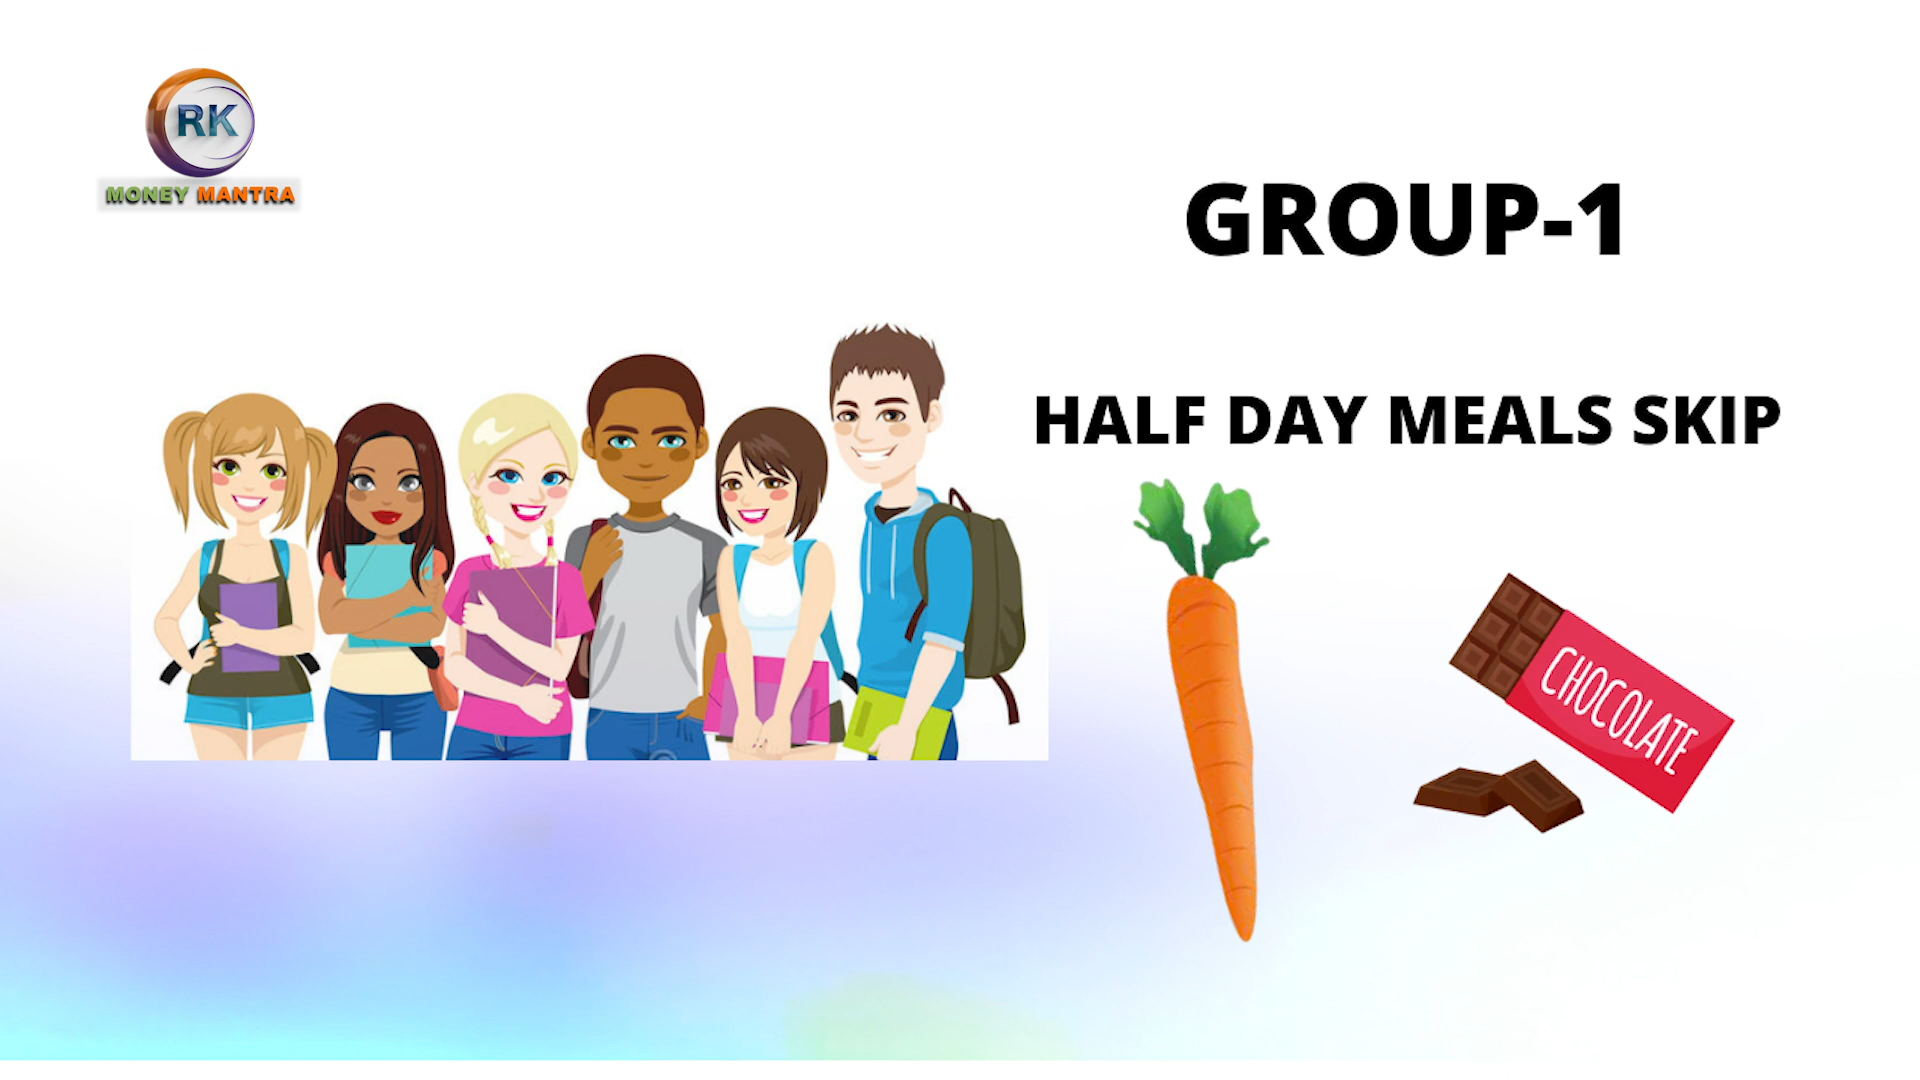 RK
MONEY MANTRA
GROUP-1
HALF DAY MEALS SKIP
CHOCOLATE